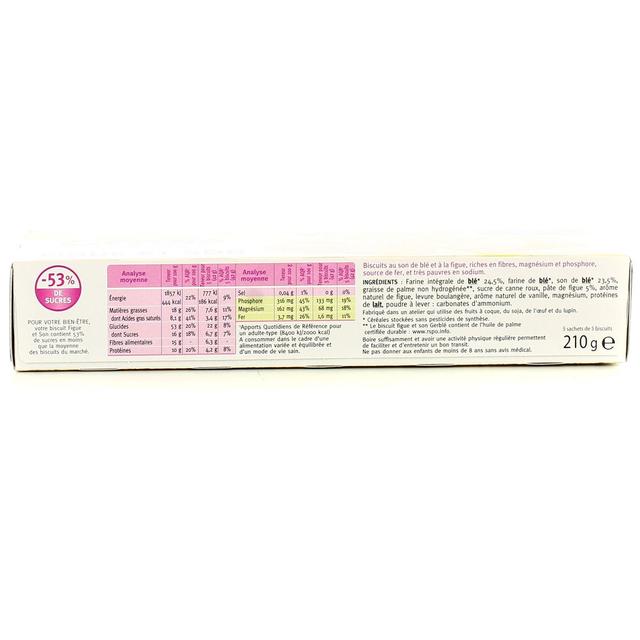 -53%
DE
SUCRES
POUR VOTRE BIEN-ÊTRE,
votre biscuit Figue
et Son contient 53%
de sucres en moins
que la moyenne
des biscuits du marché.
Analyse moyenne Teneur pour 100 g % AQR* pour 100 g
Énergie 1857 kJ 444 kcal 22% 777 kJ 186 kcal 9%
Matières grasses 18 g 26% 7,6 g 11%
dont Acides gras saturés 8,1 g 41% 3,4 g 17%
Glucides 53 g 20% 22 g 8%
dont Sucres 16 g 18% 6,7 g 7%
Fibres alimentaires 15 g - 6,3 g -
Protéines 10 g 20% 4,2 g 8%
Analyse moyenne Teneur pour 100 g
Sel 0,04 g 1% 0 g 0%
Phosphore 316 mg 45% 133 mg 19%
Magnésium 162 mg 43% 68 mg 18%
Fer 3,7 mg 26% 1,6 mg 11%
*Apports Quotidiens de Référence pour
un adulte-type (8400 kJ/2000 kcal)
A consommer dans le cadre d'une
alimentation variée et équilibrée et
d'un mode de vie sain.
Biscuits au son de blé et à la figue, riches en fibres, magnésium et phosphore,
source de fer, et très pauvres en sodium.
INGRÉDIENTS : Farine intégrale de blé* 24,5%, farine de blé*, son de blé* 23,5%,
graisse de palme non hydrogénée**, sucre de canne roux, pâte de figue 5%, arôme
naturel de figue, levure boulangère, arôme naturel de vanille, magnésium, protéines
de lait, poudre à lever : carbonates d'ammonium.
Fabriqué dans un atelier qui utilise des fruits à coque, du soja, de l'œuf et du lupin.
* Céréales stockées sans pesticide de stockage.
** Le biscuit figue et son Gerblé contient de l'huile de palme
certifiée durable : www.rspo.info.
Boire suffisamment et avoir une activité physique régulière permettent
de faciliter et d'entretenir un bon transit.
Ne pas donner aux enfants de moins de 8 ans sans avis médical.
5 sachets de 3 biscuits
210 g e